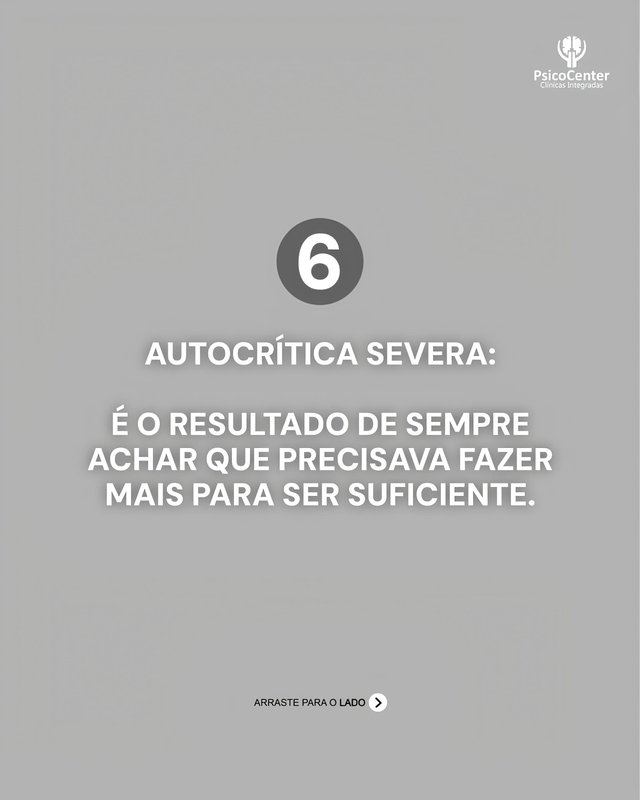 PsicoCenter
Clínicas Integradas
6
AUTOCRÍTICA SEVERA:
É O RESULTADO DE SEMPRE
ACHAR QUE PRECISAVA FAZER
MAIS PARA SER SUFICIENTE.
ARRASTE PARA O LADO